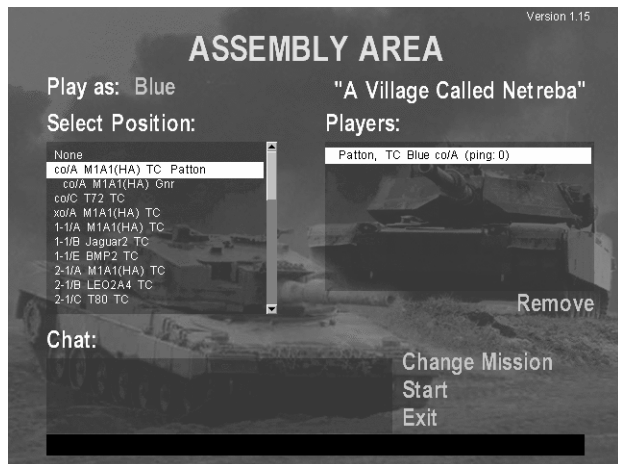 Version 1.15
ASSEMBLY AREA
Play as: Blue
"A Village Called Netreba"
Select Position:
Players:
None
co/A M1A1(HA) TC Patton
co/A M1A1(HA) Gnr
co/C T72 TC
xo/A M1A1(HA) TC
1-1/A M1A1(HA) TC
1-1/B Jaguar2 TC
1-1/E BMP2 TC
2-1/A M1A1(HA) TC
2-1/B LEO2A4 TC
2-1/C T80 TC
Patton, TC Blue co/A (ping: 0)
Remove
Chat:
Change Mission
Start
Exit